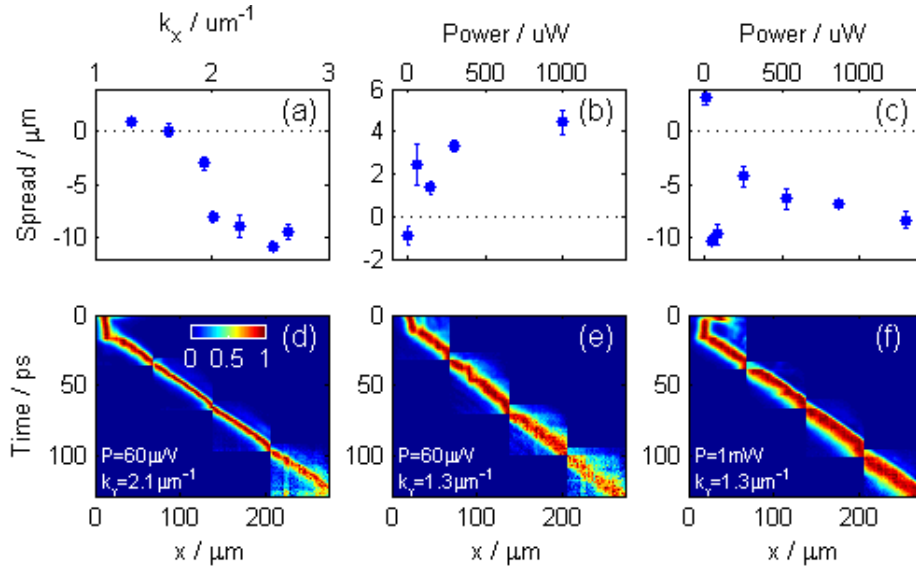 k_x / um^-1
Power / uW
Power / uW
1 2 3
0 500 1000
0 500 1000
Spread / μm
0
-5
-10
(a)
6
4
2
0
-2
(b)
0
-5
-10
(c)
Time / ps
0
50
100
(d)
0 0.5 1
P=60μW
k_Y=2.1μm^-1
0
50
100
(e)
P=60μW
k_Y=1.3μm^-1
0
50
100
(f)
P=1mW
k_Y=1.3μm^-1
0 100 200
0 100 200
0 100 200
x / μm
x / μm
x / μm